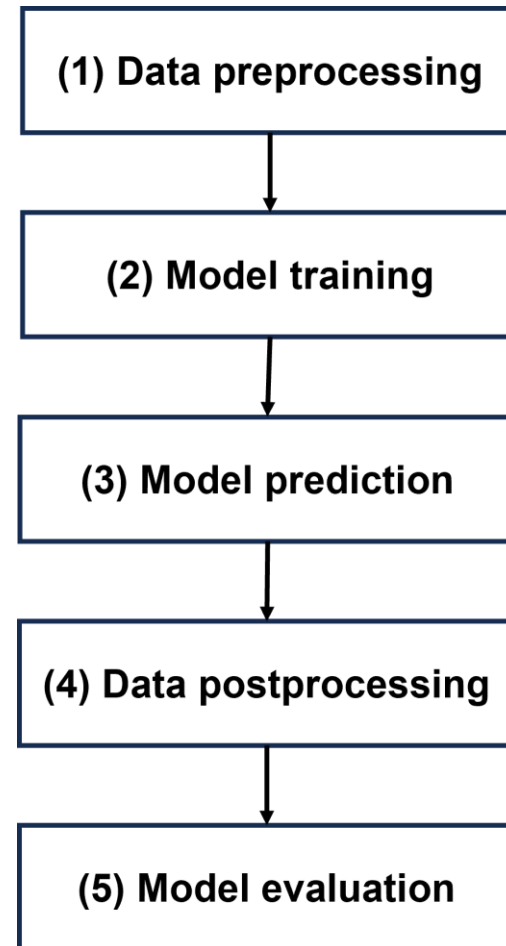 (1) Data preprocessing
(2) Model training
(3) Model prediction
(4) Data postprocessing
(5) Model evaluation